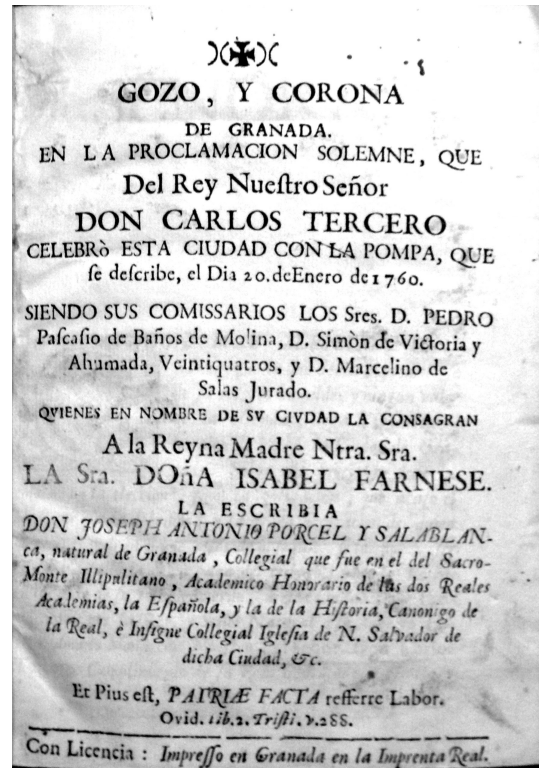 GOZO, Y CORONA
DE GRANADA.
EN LA PROCLAMACION SOLEMNE, QUE
Del Rey Nueſtro Señor
DON CARLOS TERCERO
CELEBRò ESTA CIUDAD CON LA POMPA, QUE
ſe deſcribe, el Dia 20. de Enero de 1760.
SIENDO SUS COMISSARIOS LOS Sres. D. PEDRO
Paſcaſio de Baños de Molina, D. Simòn de Victoria y
Ahumada, Veintiquatros, y D. Marcelino de
Salas Jurado.
QVIENES EN NOMBRE DE SV CIVDAD LA CONSAGRAN
A la Reyna Madre Ntra. Sra.
LA Sra. DOñA ISABEL FARNESE.
LA ESCRIBIA
DON JOSEPH ANTONIO PORCEL Y SALABLAN-
ca, natural de Granada, Collegial que fue en el del Sacro-
Monte Illipulitano, Academico Honorario de las dos Reales
Academias, la Eſpañola, y la de la Hiſtoria, Canonigo de
la Real, è Inſigne Collegial Igleſia de N. Salvador de
dicha Ciudad, &c.
Et Pius eſt, PATRIÆ FACTA refferre Labor.
Ovid. lib. 2. Triſti. v. 288.
Con Licencia: Impreſſo en Granada en la Imprenta Real.